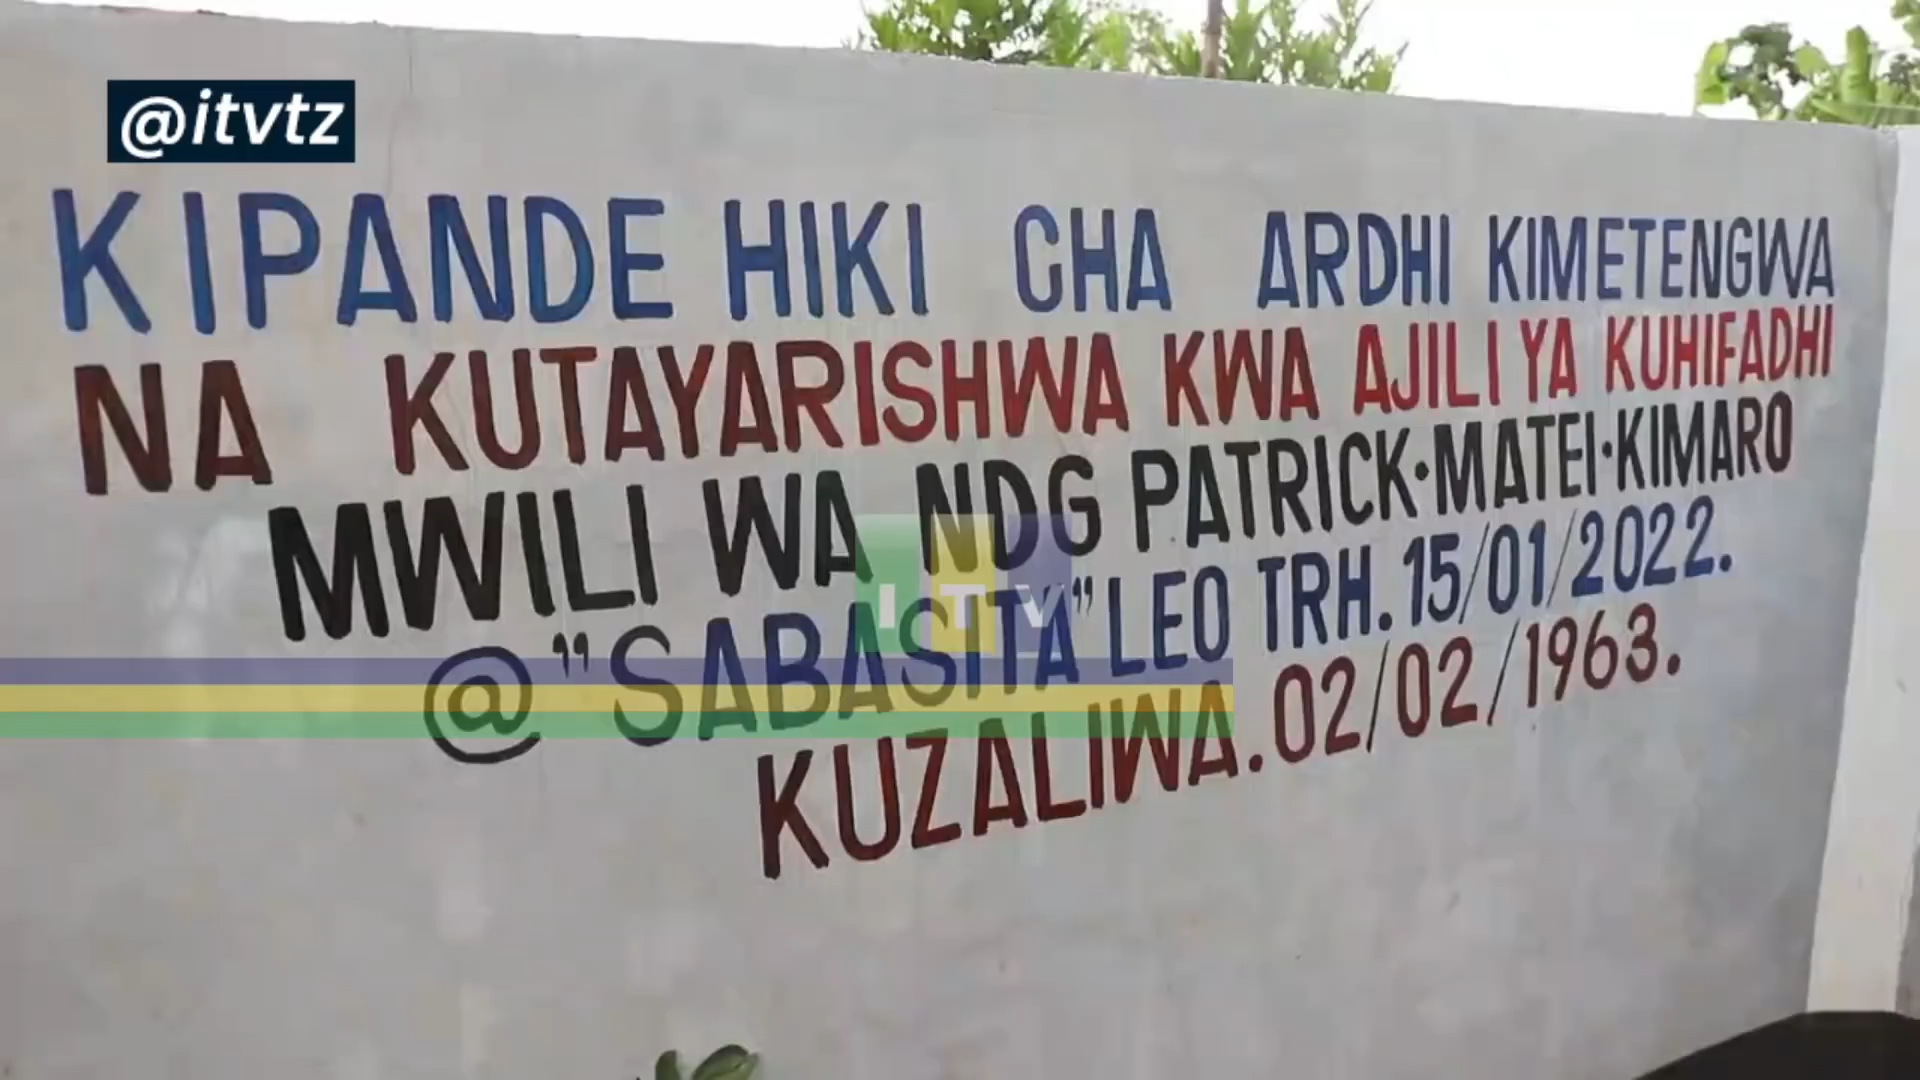 @itvtz
KIPANDE HIKI CHA ARDHI KIMETENGWA
NA KUTAYARISHWA KWA AJILI YA KUHIFADHI
MWILI WA NDG PATRICK·MATEI·KIMARO
@ "SABASITA" LEO TRH. 15/01/2022.
KUZALIWA. 02/02/1963.
ITV